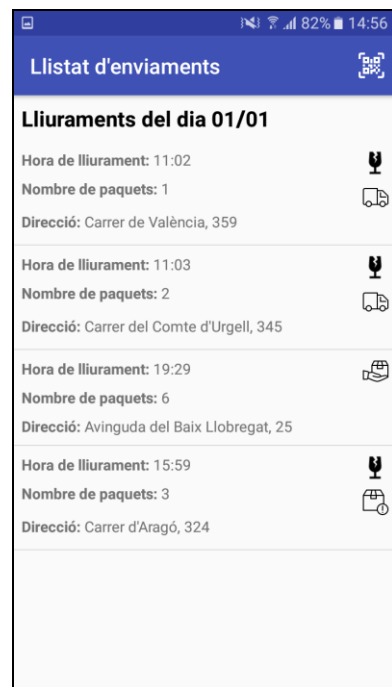 82% 14:56
Llistat d'enviaments
Lliuraments del dia 01/01
Hora de lliurament: 11:02
Nombre de paquets: 1
Direcció: Carrer de València, 359
Hora de lliurament: 11:03
Nombre de paquets: 2
Direcció: Carrer del Comte d'Urgell, 345
Hora de lliurament: 19:29
Nombre de paquets: 6
Direcció: Avinguda del Baix Llobregat, 25
Hora de lliurament: 15:59
Nombre de paquets: 3
Direcció: Carrer d'Aragó, 324